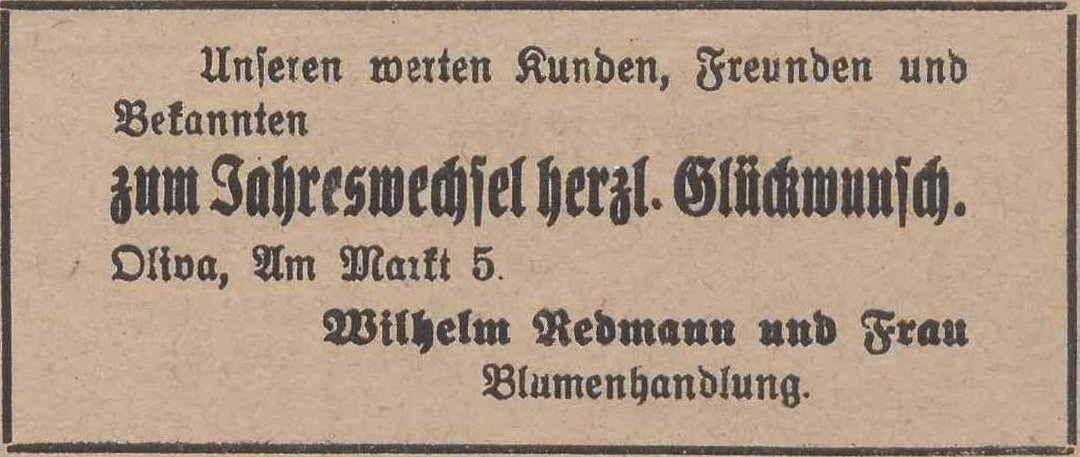 Unseren werten Kunden, Freunden und
Bekannten
zum Jahreswechsel herzl. Glückwunsch.
Oliva, Am Markt 5.
Wilhelm Redmann und Frau
Blumenhandlung.